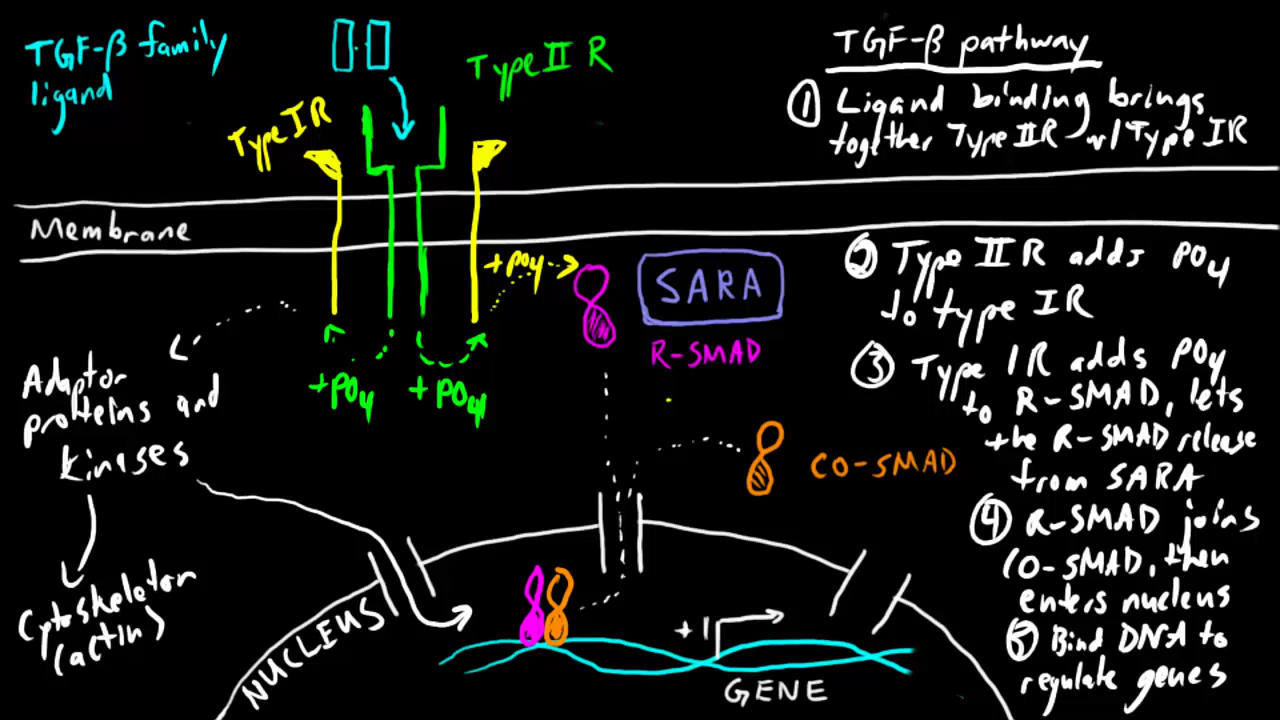 TGF-β family
ligand
Type II R
Type I R
Membrane
+PO4
SARA
R-SMAD
+PO4
+PO4
Adaptor
proteins and
kinases
CO-SMAD
Cytoskeleton
(actin)
NUCLEUS
+1
GENE
TGF-β pathway
① Ligand binding brings
together Type II R w/ Type I R
② Type II R adds PO4
to type I R
③ Type I R adds PO4
to R-SMAD, lets
the R-SMAD release
from SARA
④ R-SMAD joins
CO-SMAD, then
enters nucleus
⑤ Bind DNA to
regulate genes